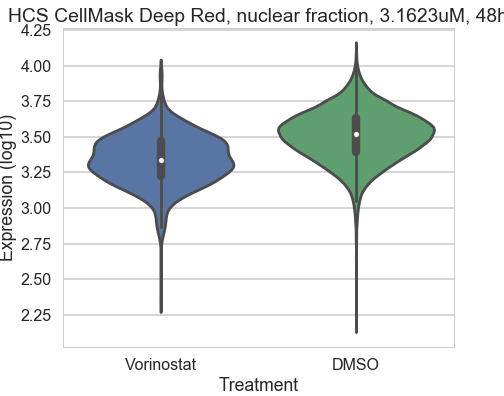 HCS CellMask Deep Red, nuclear fraction, 3.1623uM, 48h
4.25
4.00
3.75
3.50
3.25
3.00
2.75
2.50
2.25
Expression (log10)
Vorinostat DMSO
Treatment